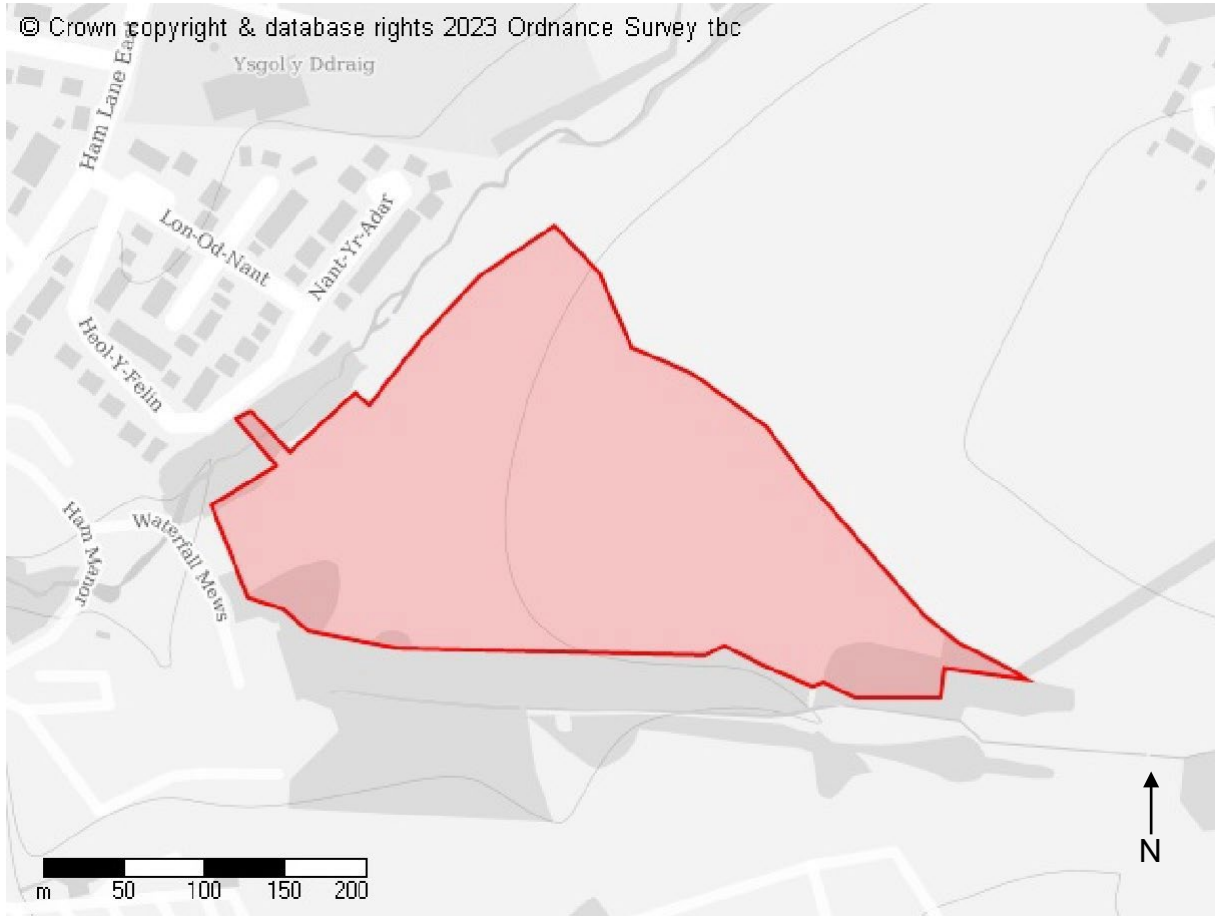 © Crown copyright & database rights 2023 Ordnance Survey tbc
Ysgol y Ddraig
Ham Lane East
Lon-Od-Nant
Nant-Yr-Adar
Heol-Y-Felin
Ham Manor
Waterfall Mews
N
m 50 100 150 200